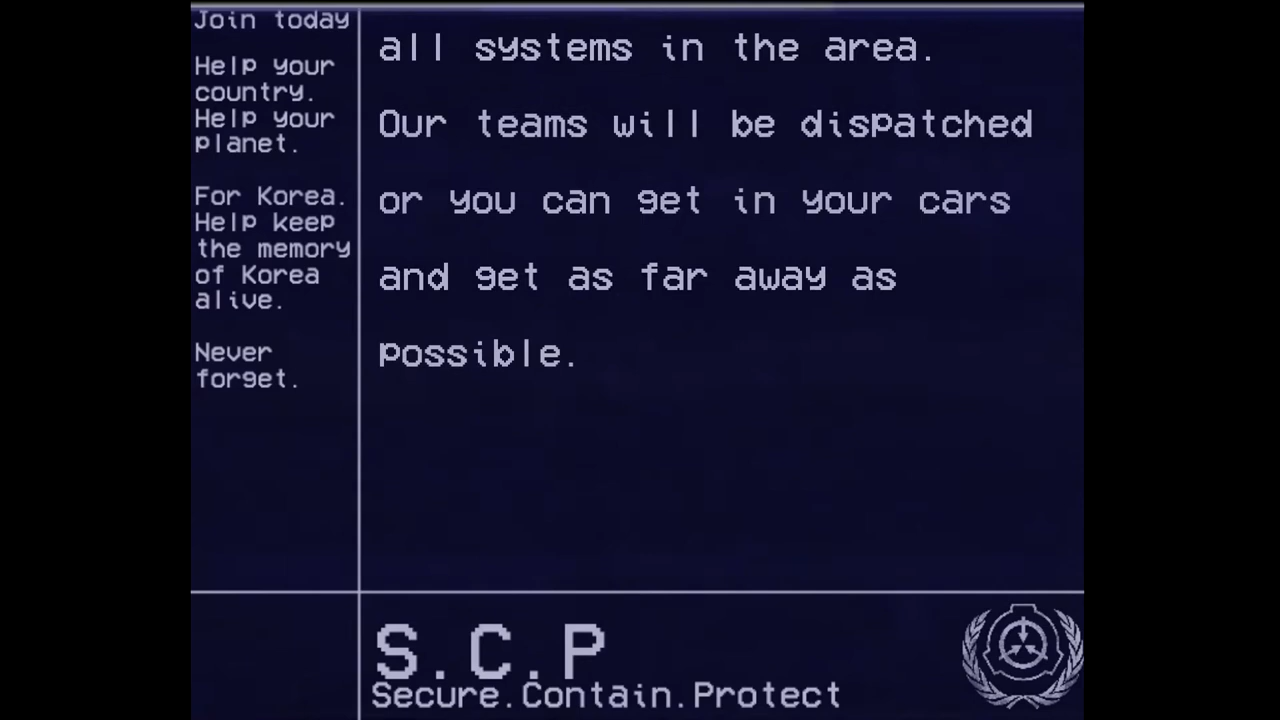 Join today
Help your
country.
Help your
planet.
For Korea.
Help keep
the memory
of Korea
alive.
Never
forget.
all systems in the area.
Our teams will be dispatched
or you can get in your cars
and get as far away as
possible.
S.C.P
Secure.Contain.Protect